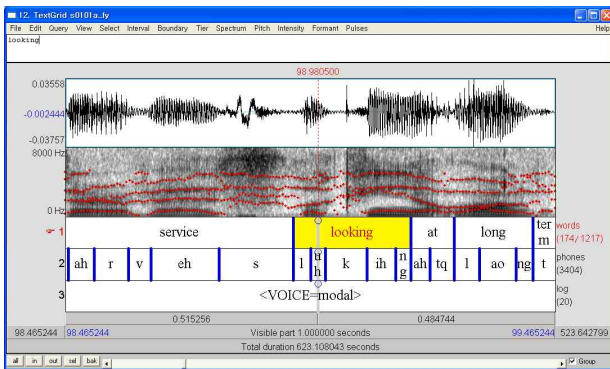 12. TextGrid s0101a_fy
File Edit Query View Select Interval Boundary Tier Spectrum Pitch Intensity Formant Pulses Help
looking
98.980500
0.03558
-0.002444
-0.03757
8000 Hz
0 Hz
1 service looking at long term words (174/1217)
2 ah r v eh s l uh k ih ng ah tq l ao ng t phones (3404)
3 <VOICE=modal> log (20)
0.515256 0.484744
98.465244 98.465244 Visible part 1.000000 seconds 99.465244 523.642799
Total duration 623.108043 seconds
all in out sel bak Group